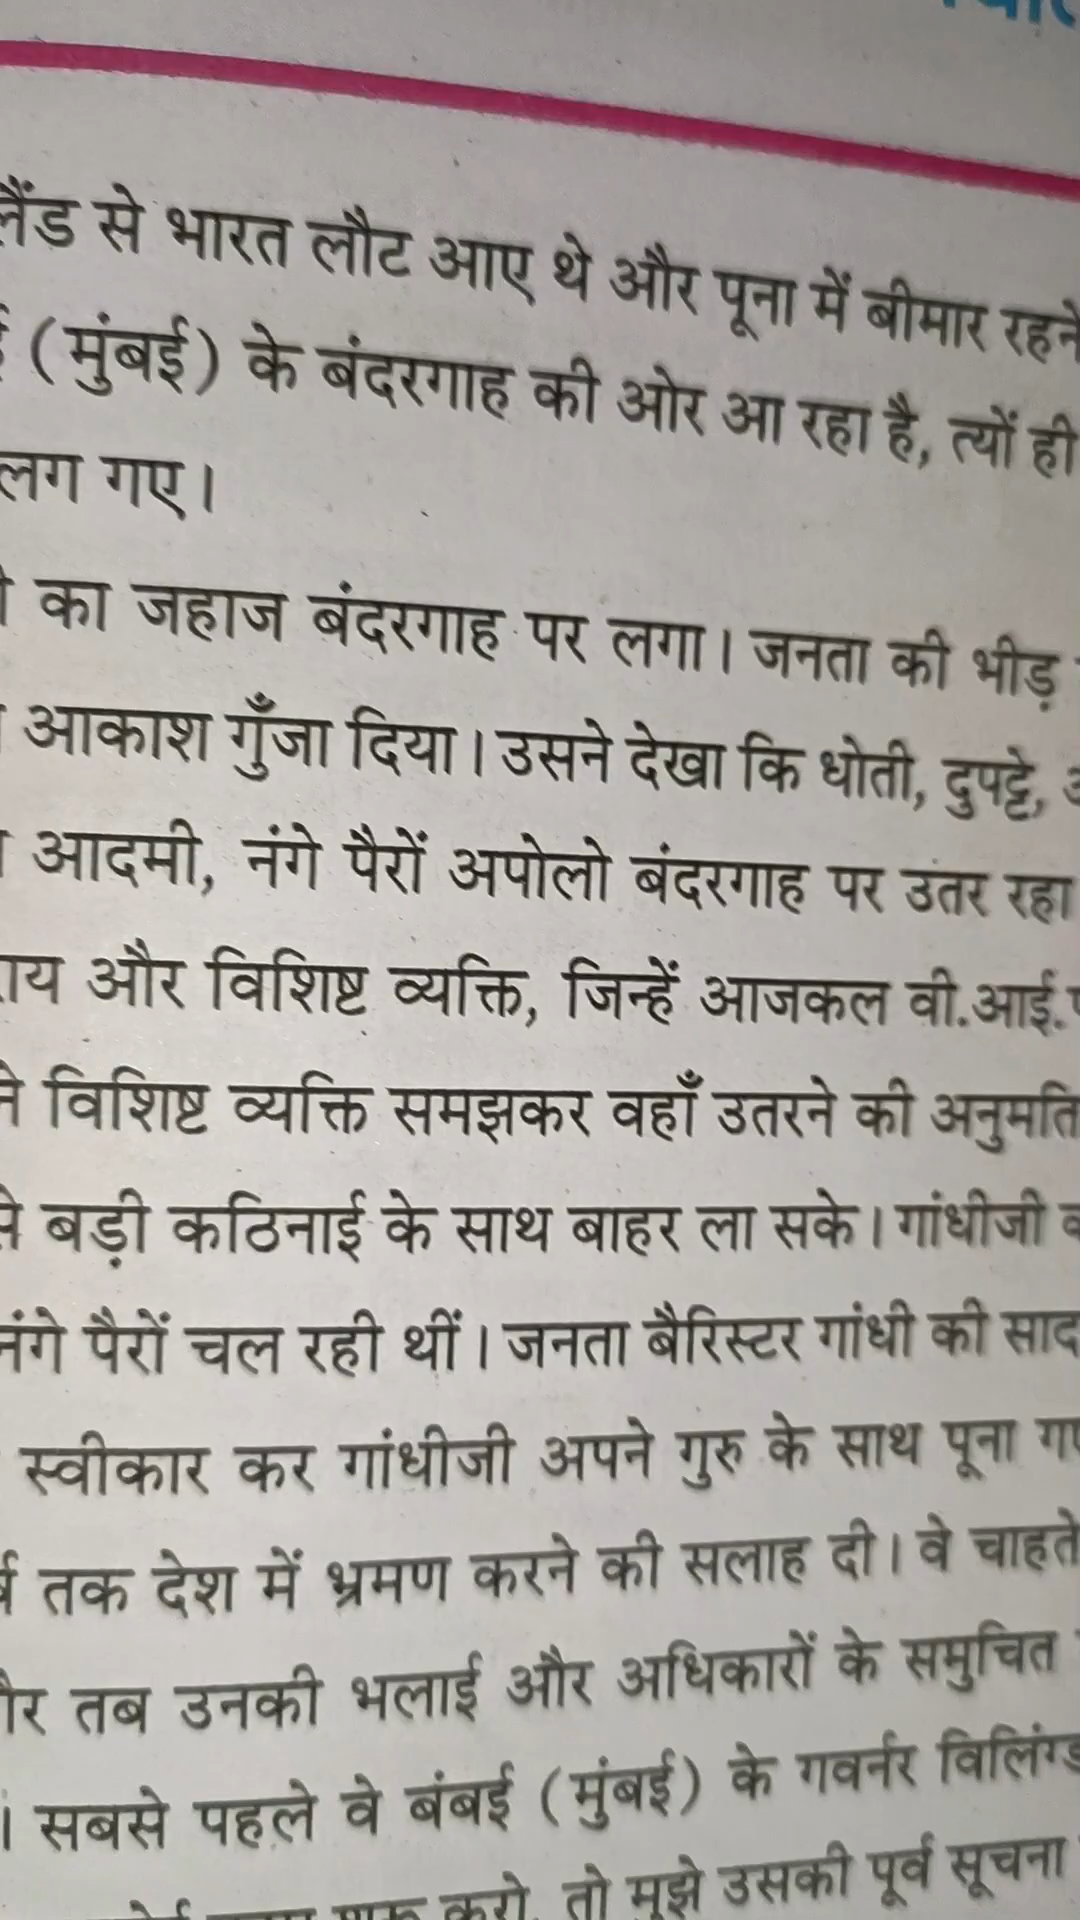 से भारत लौट आए थे और पूना में बीमार रहने
(मुंबई) के बंदरगाह की ओर आ रहा है, त्यों ही
लग गए।
का जहाज बंदरगाह पर लगा। जनता की भीड़
आकाश गुँजा दिया। उसने देखा कि धोती, दुपट्टे,
आदमी, नंगे पैरों अपोलो बंदरगाह पर उतर रहा
और विशिष्ट व्यक्ति, जिन्हें आजकल वी.आई.
विशिष्ट व्यक्ति समझकर वहाँ उतरने की अनुमति
बड़ी कठिनाई के साथ बाहर ला सके। गांधीजी
नंगे पैरों चल रही थीं। जनता बैरिस्टर गांधी की
स्वीकार कर गांधीजी अपने गुरु के साथ पूना
तक देश में भ्रमण करने की सलाह दी। वे चाहते
तब उनकी भलाई और अधिकारों के समुचित
। सबसे पहले वे बंबई (मुंबई) के गवर्नर
करो, तो मुझे उसकी पूर्व सूचना